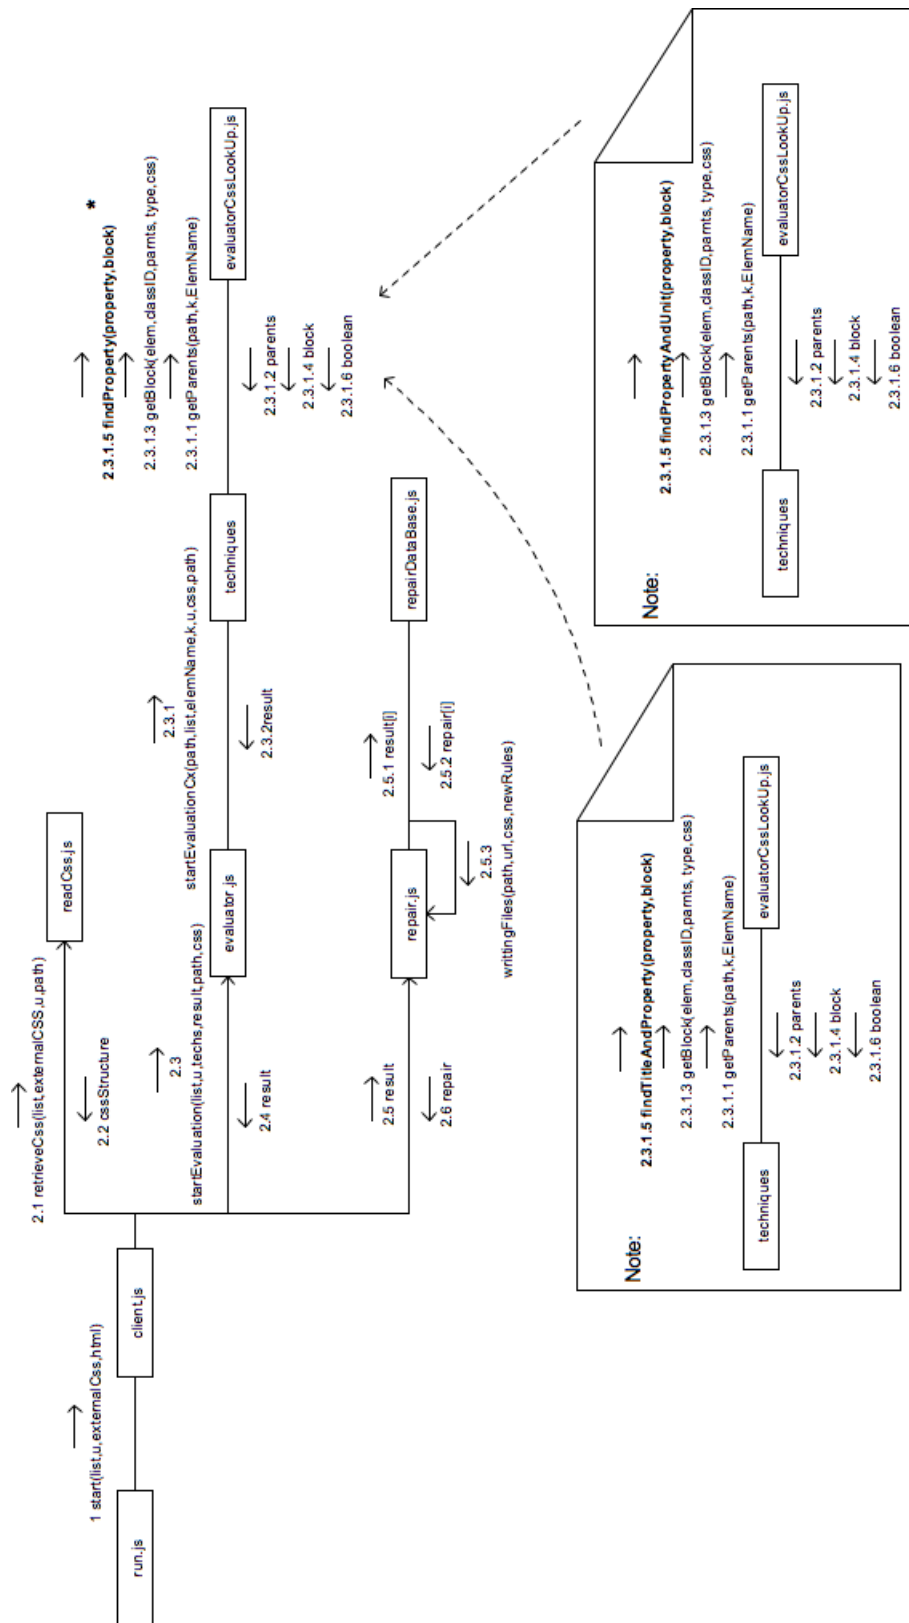 run.js
1 start(list,u,externalCss,html)
client.js
2.1 retrieveCss(list,externalCSS,u,path)
2.2 cssStructure
readCss.js
2.3
startEvaluation(list,u,techs,result,path,css)
2.4 result
evaluator.js
2.3.1
startEvaluationCx(path,list,elemName,k,u,css,path)
2.3.2result
techniques
2.3.1.5 findProperty(property,block)
*
2.3.1.3 getBlock(elem,classID,parnts, type,css)
2.3.1.1 getParents(path,k,ElemName)
2.3.1.2 parents
2.3.1.4 block
2.3.1.6 boolean
evaluatorCssLookUp.js
2.5 result
2.6 repair
repair.js
2.5.1 result[i]
2.5.2 repair[i]
2.5.3
writtingFiles(path,url,css,newRules)
repairDataBase.js
Note:
2.3.1.5 findTitleAndProperty(property,block)
2.3.1.3 getBlock(elem,classID,parnts, type,css)
2.3.1.1 getParents(path,k,ElemName)
techniques
evaluatorCssLookUp.js
2.3.1.2 parents
2.3.1.4 block
2.3.1.6 boolean
Note:
2.3.1.5 findPropertyAndUnit(property,block)
2.3.1.3 getBlock(elem,classID,parnts, type,css)
2.3.1.1 getParents(path,k,ElemName)
techniques
evaluatorCssLookUp.js
2.3.1.2 parents
2.3.1.4 block
2.3.1.6 boolean